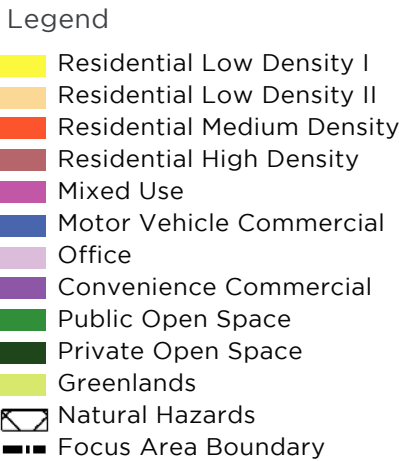 Legend
Residential Low Density I
Residential Low Density II
Residential Medium Density
Residential High Density
Mixed Use
Motor Vehicle Commercial
Office
Convenience Commercial
Public Open Space
Private Open Space
Greenlands
Natural Hazards
Focus Area Boundary